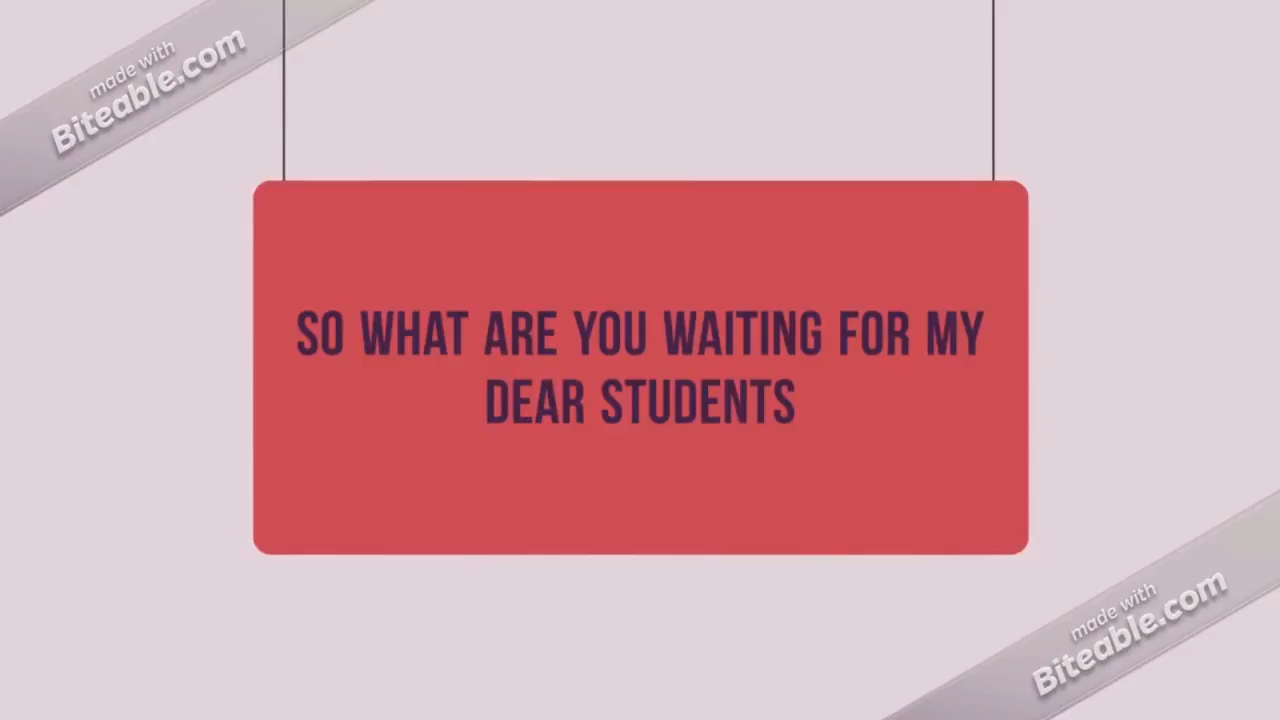 made with
Biteable.com
SO WHAT ARE YOU WAITING FOR MY
DEAR STUDENTS
made with
Biteable.com